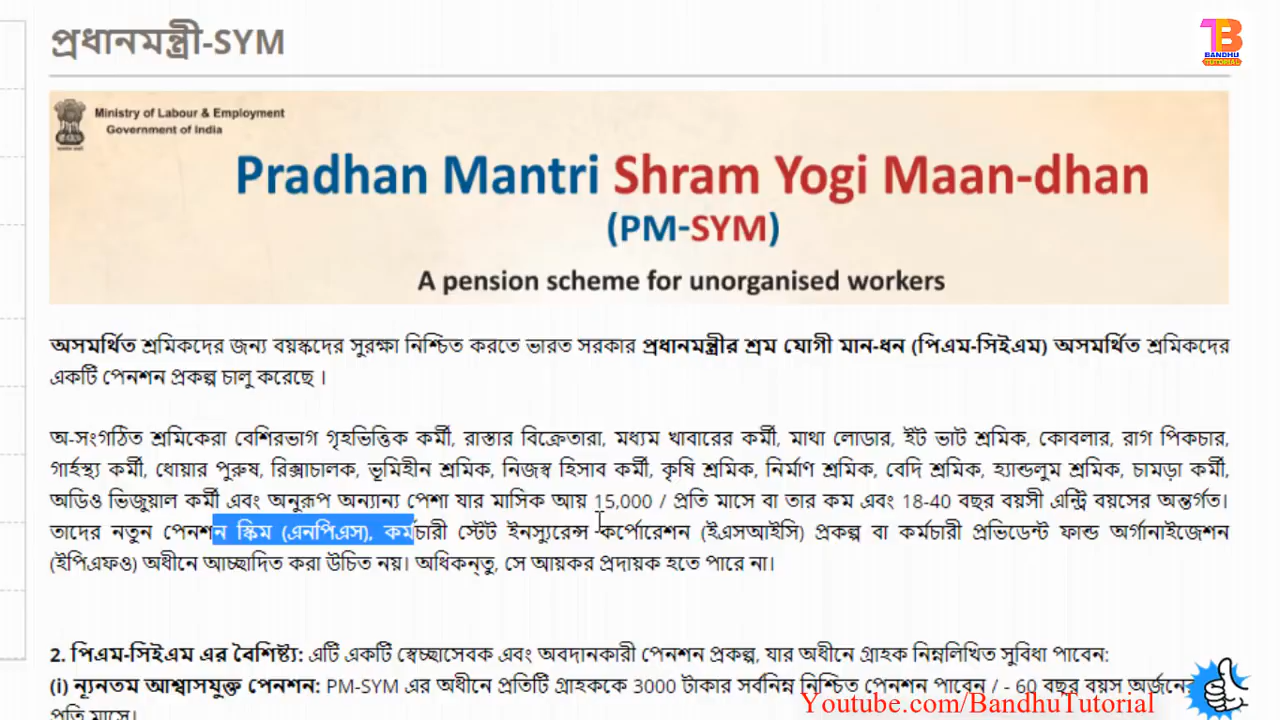 প্রধানমন্ত্রী-SYM
TB
BANDHU
TUTORIAL
Ministry of Labour & Employment
Government of India
Pradhan Mantri Shram Yogi Maan-dhan
(PM-SYM)
A pension scheme for unorganised workers
অসমর্থিত শ্রমিকদের জন্য বয়স্কদের সুরক্ষা নিশ্চিত করতে ভারত সরকার প্রধানমন্ত্রীর শ্রম যোগী মান-ধন (পিএম-সিইএম) অসমর্থিত শ্রমিকদের
একটি পেনশন প্রকল্প চালু করেছে ।
অ-সংগঠিত শ্রমিকেরা বেশিরভাগ গৃহভিত্তিক কর্মী, রাস্তার বিক্রেতারা, মধ্যম খাবারের কর্মী, মাথা লোডার, ইট ভাট শ্রমিক, কোবলার, রাগ পিকচার,
গার্হস্থ্য কর্মী, ধোয়ার পুরুষ, রিক্সাচালক, ভূমিহীন শ্রমিক, নিজস্ব হিসাব কর্মী, কৃষি শ্রমিক, নির্মাণ শ্রমিক, বেদি শ্রমিক, হ্যান্ডলুম শ্রমিক, চামড়া কর্মী,
অডিও ভিজুয়াল কর্মী এবং অনুরূপ অন্যান্য পেশা যার মাসিক আয় 15,000 / প্রতি মাসে বা তার কম এবং 18-40 বছর বয়সী এন্ট্রি বয়সের অন্তর্গত।
তাদের নতুন পেনশন স্কিম (এনপিএস), কর্মচারী স্টেট ইনস্যুরেন্স কর্পোরেশন (ইএসআইসি) প্রকল্প বা কর্মচারী প্রভিডেন্ট ফান্ড অর্গানাইজেশন
(ইপিএফও) অধীনে আচ্ছাদিত করা উচিত নয়। অধিকন্তু, সে আয়কর প্রদায়ক হতে পারে না।
2. পিএম-সিইএম এর বৈশিষ্ট্য: এটি একটি স্বেচ্ছাসেবক এবং অবদানকারী পেনশন প্রকল্প, যার অধীনে গ্রাহক নিম্নলিখিত সুবিধা পাবেন:
(i) ন্যূনতম আশ্বাসযুক্ত পেনশন: PM-SYM এর অধীনে প্রতিটি গ্রাহককে 3000 টাকার সর্বনিম্ন নিশ্চিত পেনশন পাবেন / - 60 বছর বয়স অর্জনের
প্রতি মাসে।
Youtube.com/BandhuTutorial